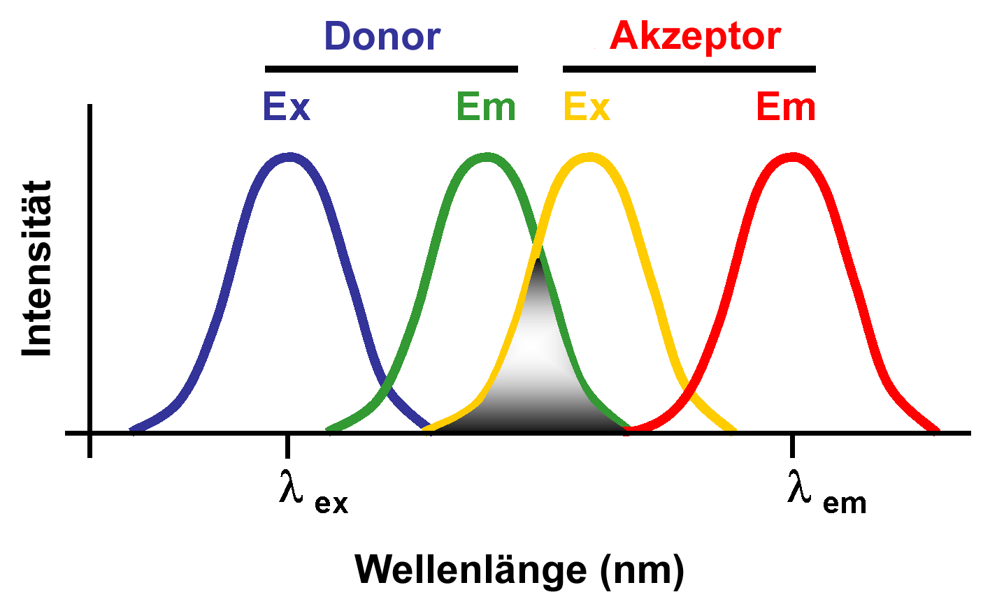 Donor Akzeptor
Ex Em Ex Em
Intensität
λ ex λ em
Wellenlänge (nm)